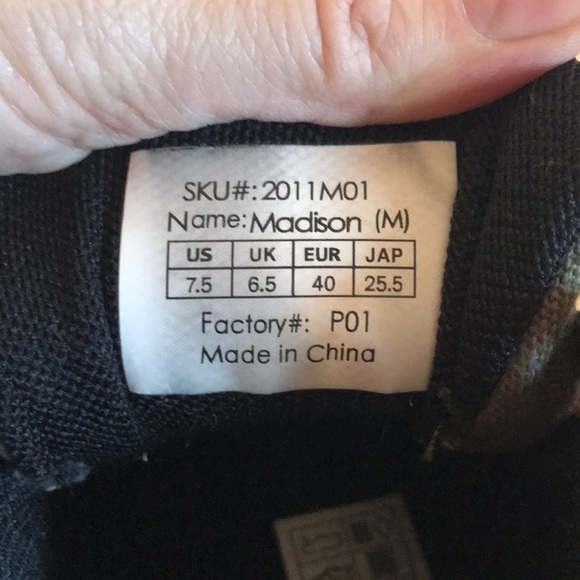 SKU#: 2011M01
Name: Madison (M)
US UK EUR JAP
7.5 6.5 40 25.5
Factory#: P01
Made in China